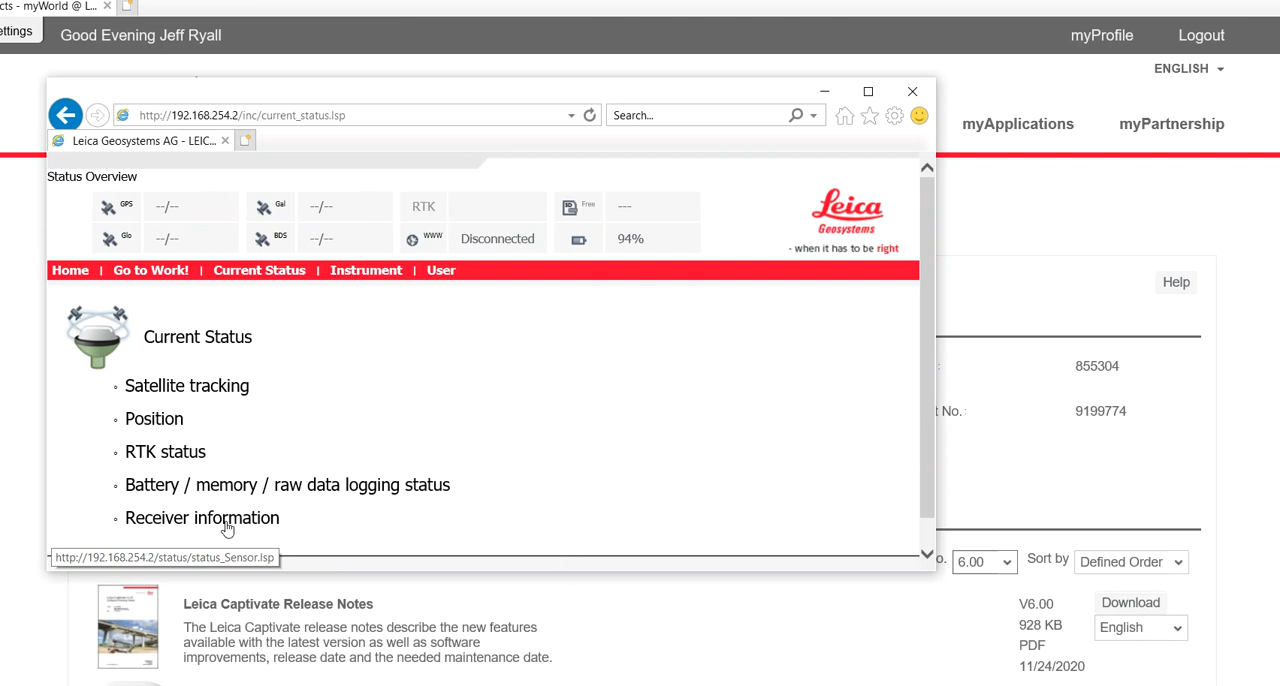 cts - myWorld @ L...
ettings
Good Evening Jeff Ryall
myProfile
Logout
ENGLISH
myApplications
myPartnership
http://192.168.254.2/inc/current_status.lsp
Search...
Leica Geosystems AG - LEIC...
Status Overview
GPS --/-- Gal --/-- RTK SD Free ---
Glo --/-- BDS --/-- WWW Disconnected 94%
Leica
Geosystems
- when it has to be right
Home | Go to Work! | Current Status | Instrument | User
Current Status
Satellite tracking
Position
RTK status
Battery / memory / raw data logging status
Receiver information
http://192.168.254.2/status/status_Sensor.lsp
Help
: 855304
t No.: 9199774
o. 6.00 Sort by Defined Order
Leica Captivate Release Notes
The Leica Captivate release notes describe the new features
available with the latest version as well as software
improvements, release date and the needed maintenance date.
V6.00
928 KB
PDF
11/24/2020
Download
English